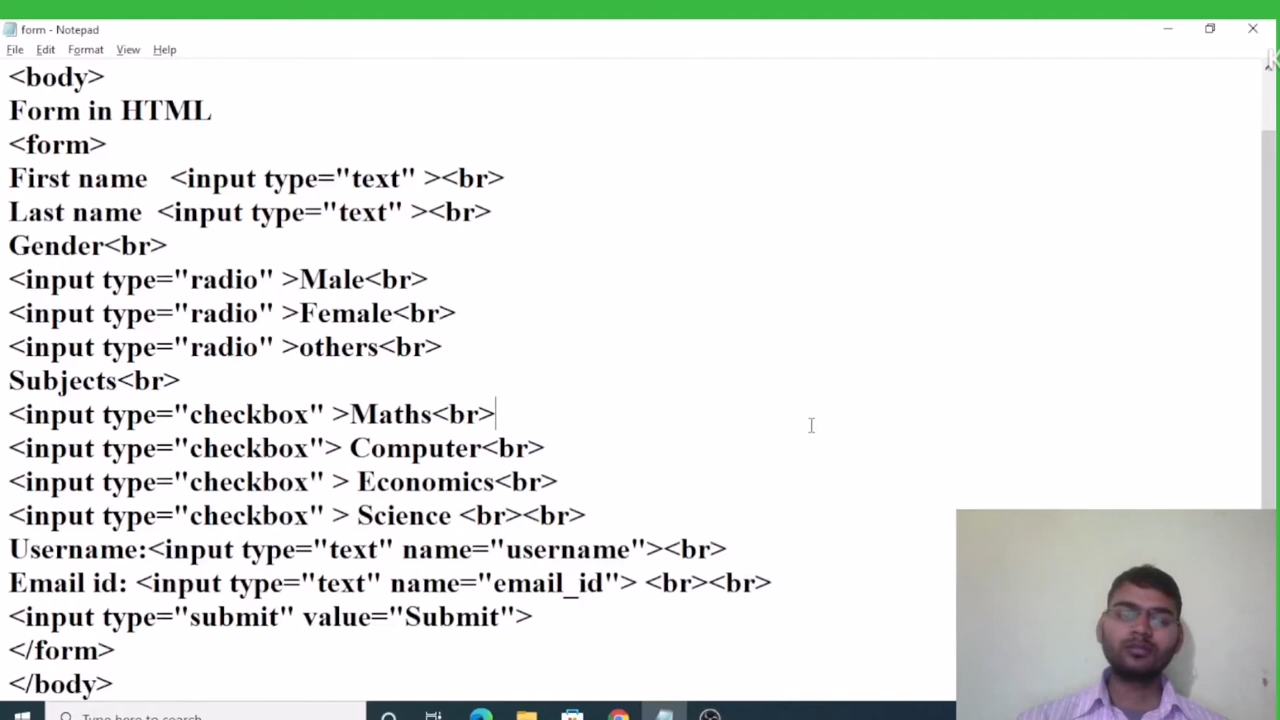 form - Notepad
File Edit Format View Help
<body>
Form in HTML
<form>
First name   <input type="text" ><br>
Last name  <input type="text" ><br>
Gender<br>
<input type="radio" >Male<br>
<input type="radio" >Female<br>
<input type="radio" >others<br>
Subjects<br>
<input type="checkbox" >Maths<br>
<input type="checkbox"> Computer<br>
<input type="checkbox" > Economics<br>
<input type="checkbox" > Science <br><br>
Username:<input type="text" name="username"><br>
Email id: <input type="text" name="email_id"> <br><br>
<input type="submit" value="Submit">
</form>
</body>
Type here to search